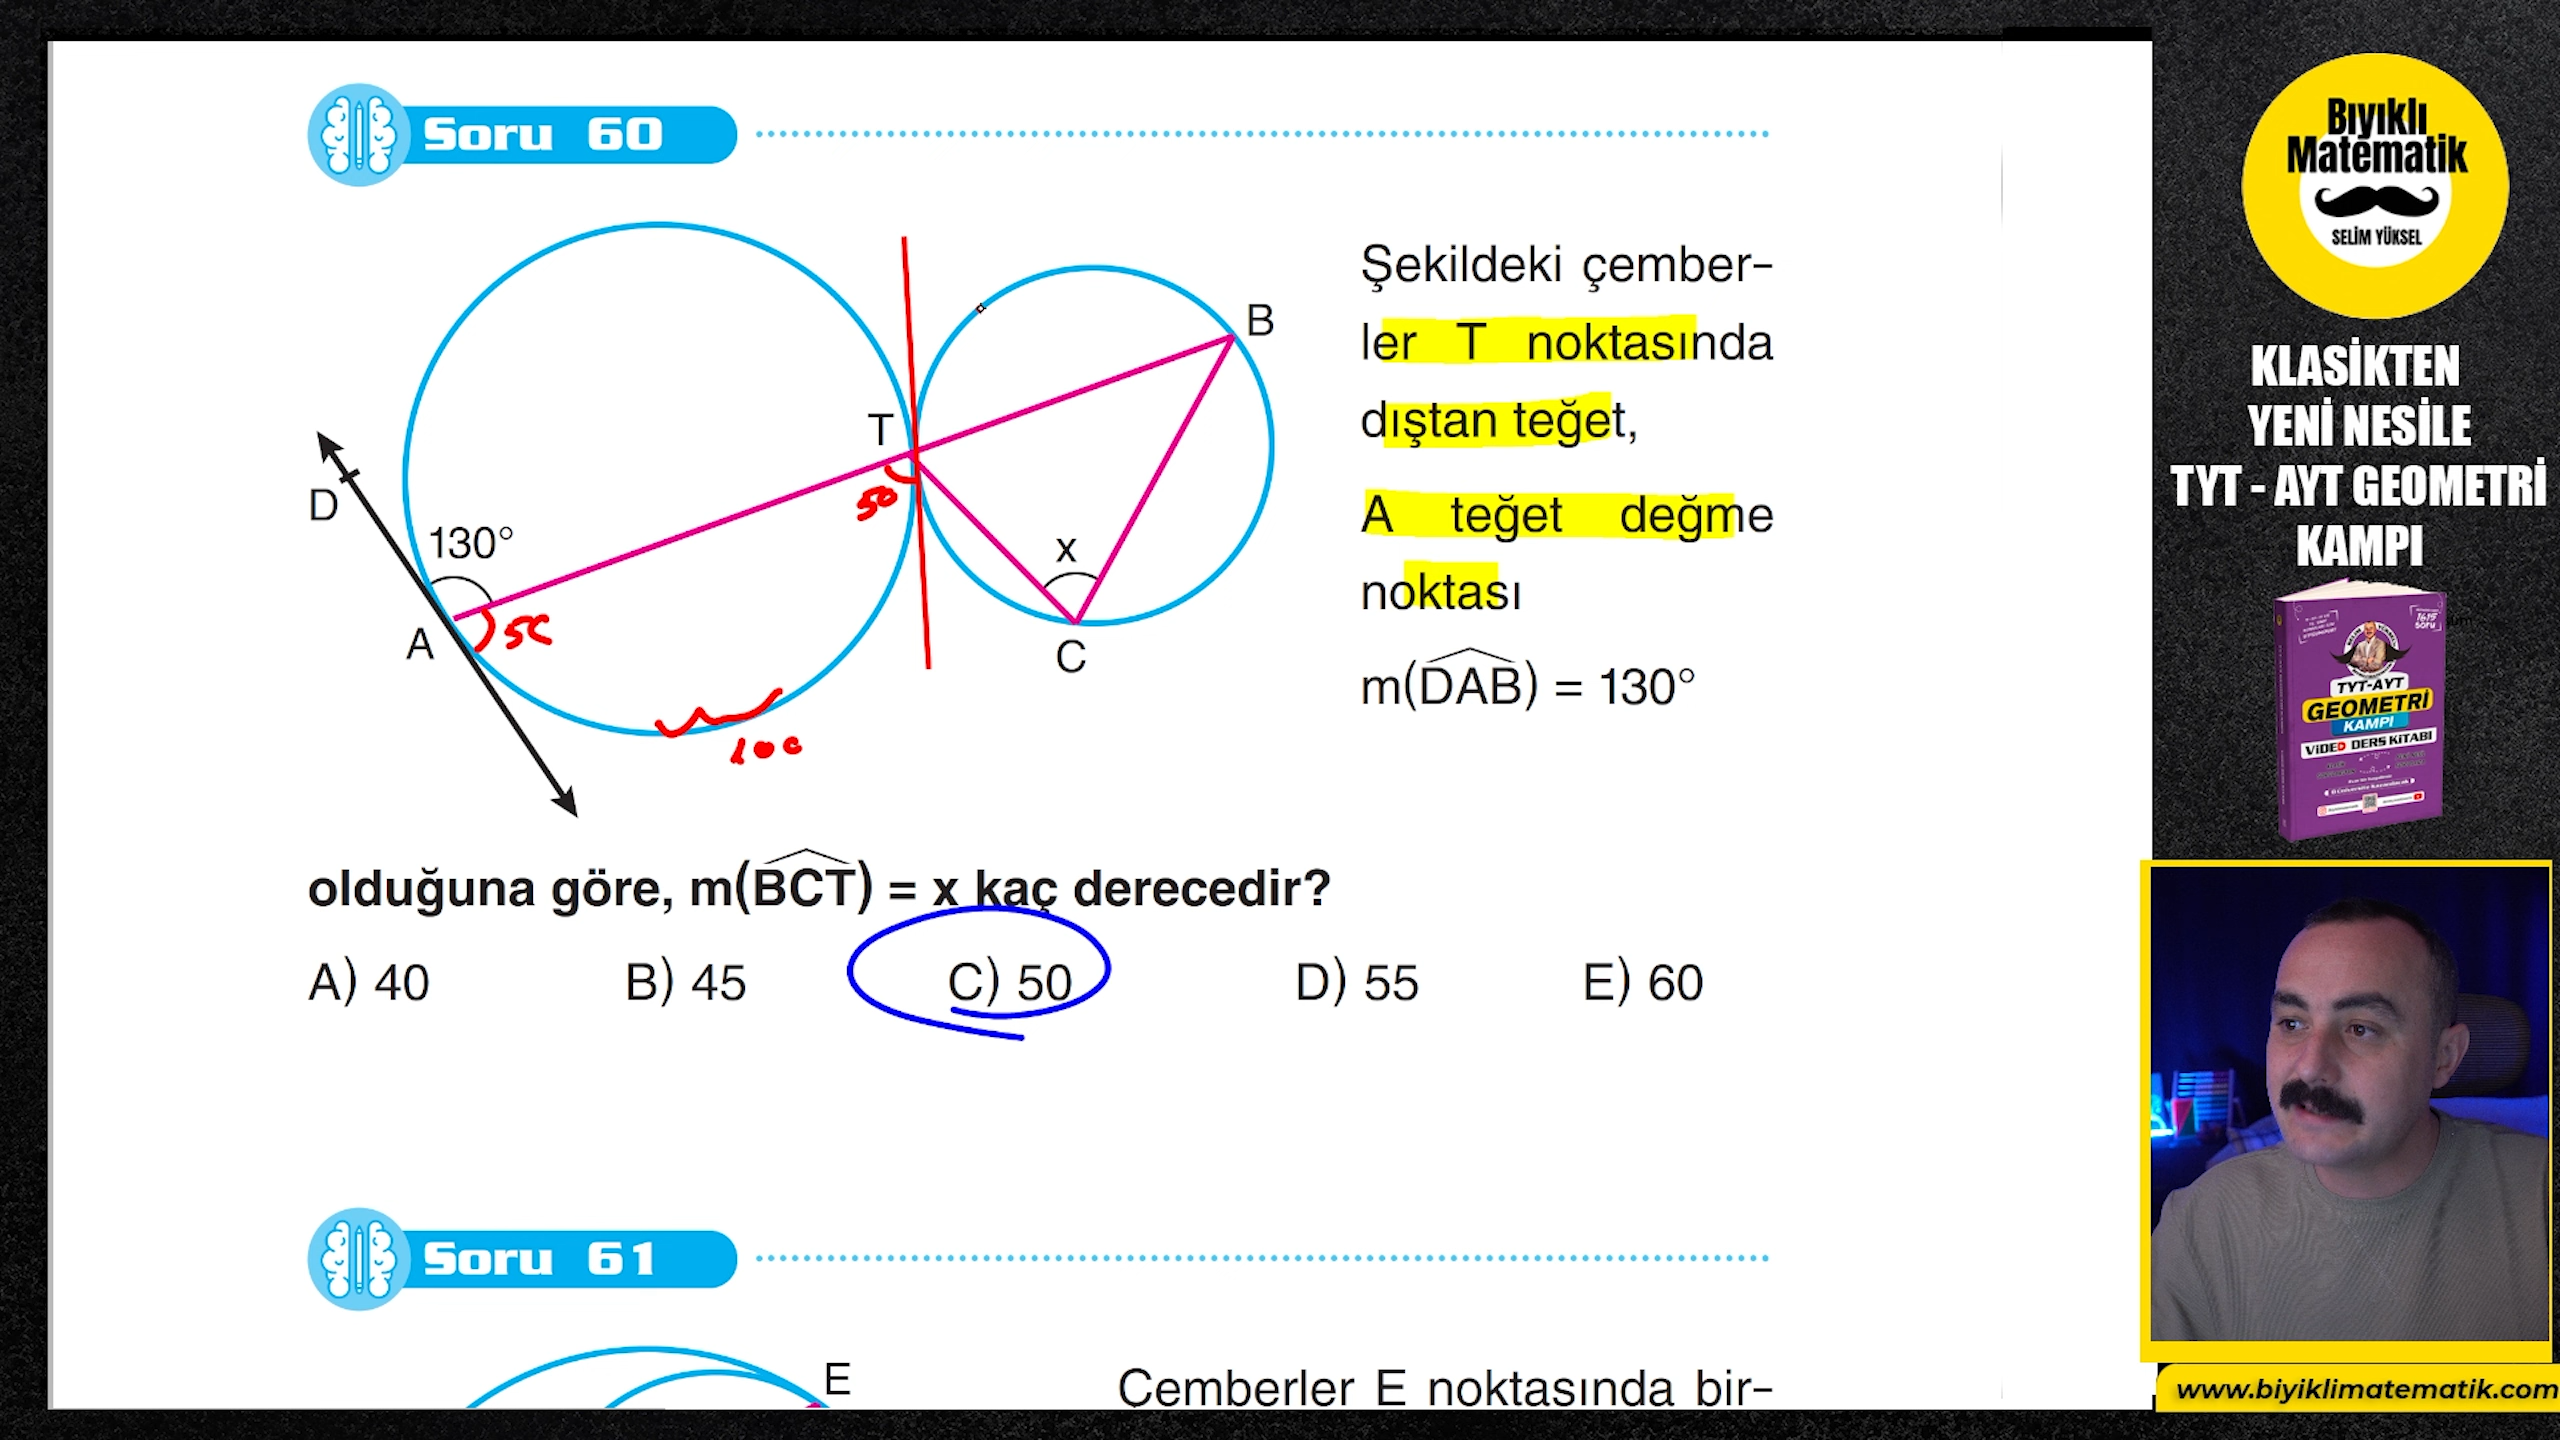 Soru 60
B
T
D
130°
x
A
C
50
100
Şekildeki çember-
ler T noktasında
dıştan teğet,
A teğet değme
noktası
m(DAB) = 130°
olduğuna göre, m(BCT) = x kaç derecedir?
A) 40 B) 45 C) 50 D) 55 E) 60
Soru 61
E
Çemberler E noktasında bir-
Bıyıklı
Matematik
SELİM YÜKSEL
KLASİKTEN
YENİ NESİLE
TYT - AYT GEOMETRİ
KAMPI
TYT-AYT
GEOMETRİ
KAMPI
VİDEO DERS KİTABI
www.biyiklimatematik.com